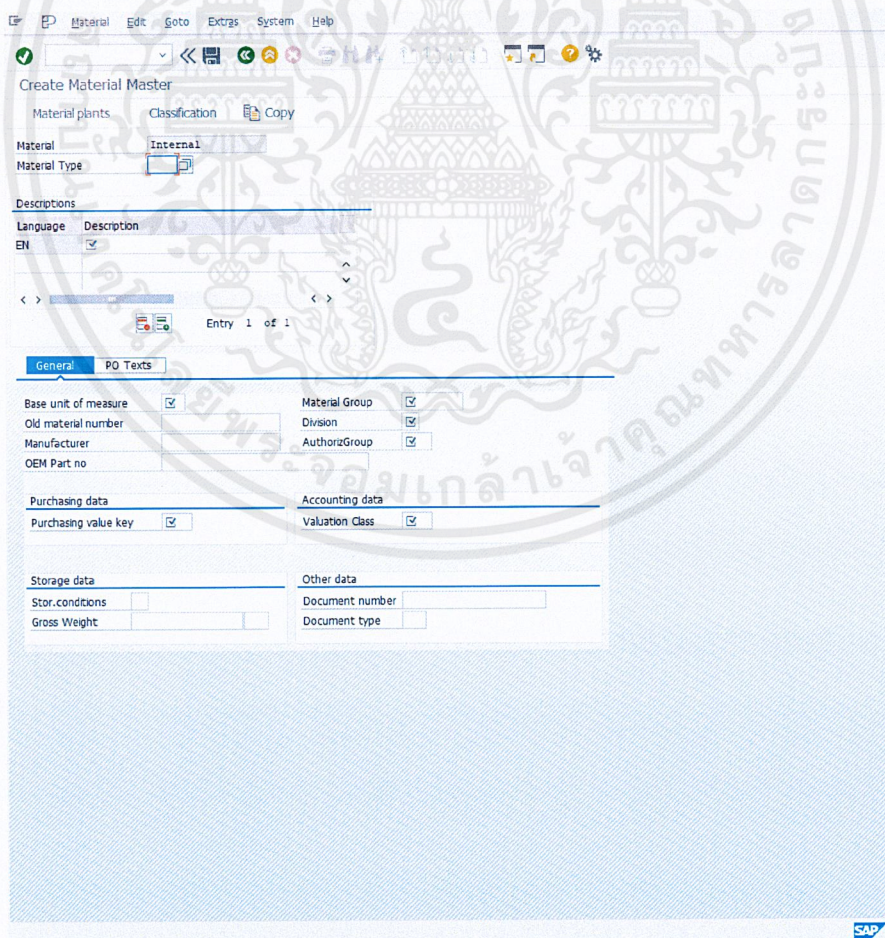 Material Edit Goto Extras System Help
Create Material Master
Material plants Classification Copy
Material Internal
Material Type
Descriptions
Language Description
EN
Entry 1 of 1
General PO Texts
Base unit of measure Material Group
Old material number Division
Manufacturer AuthorizGroup
OEM Part no
Purchasing data Accounting data
Purchasing value key Valuation Class
Storage data Other data
Stor.conditions Document number
Gross Weight Document type
SAP